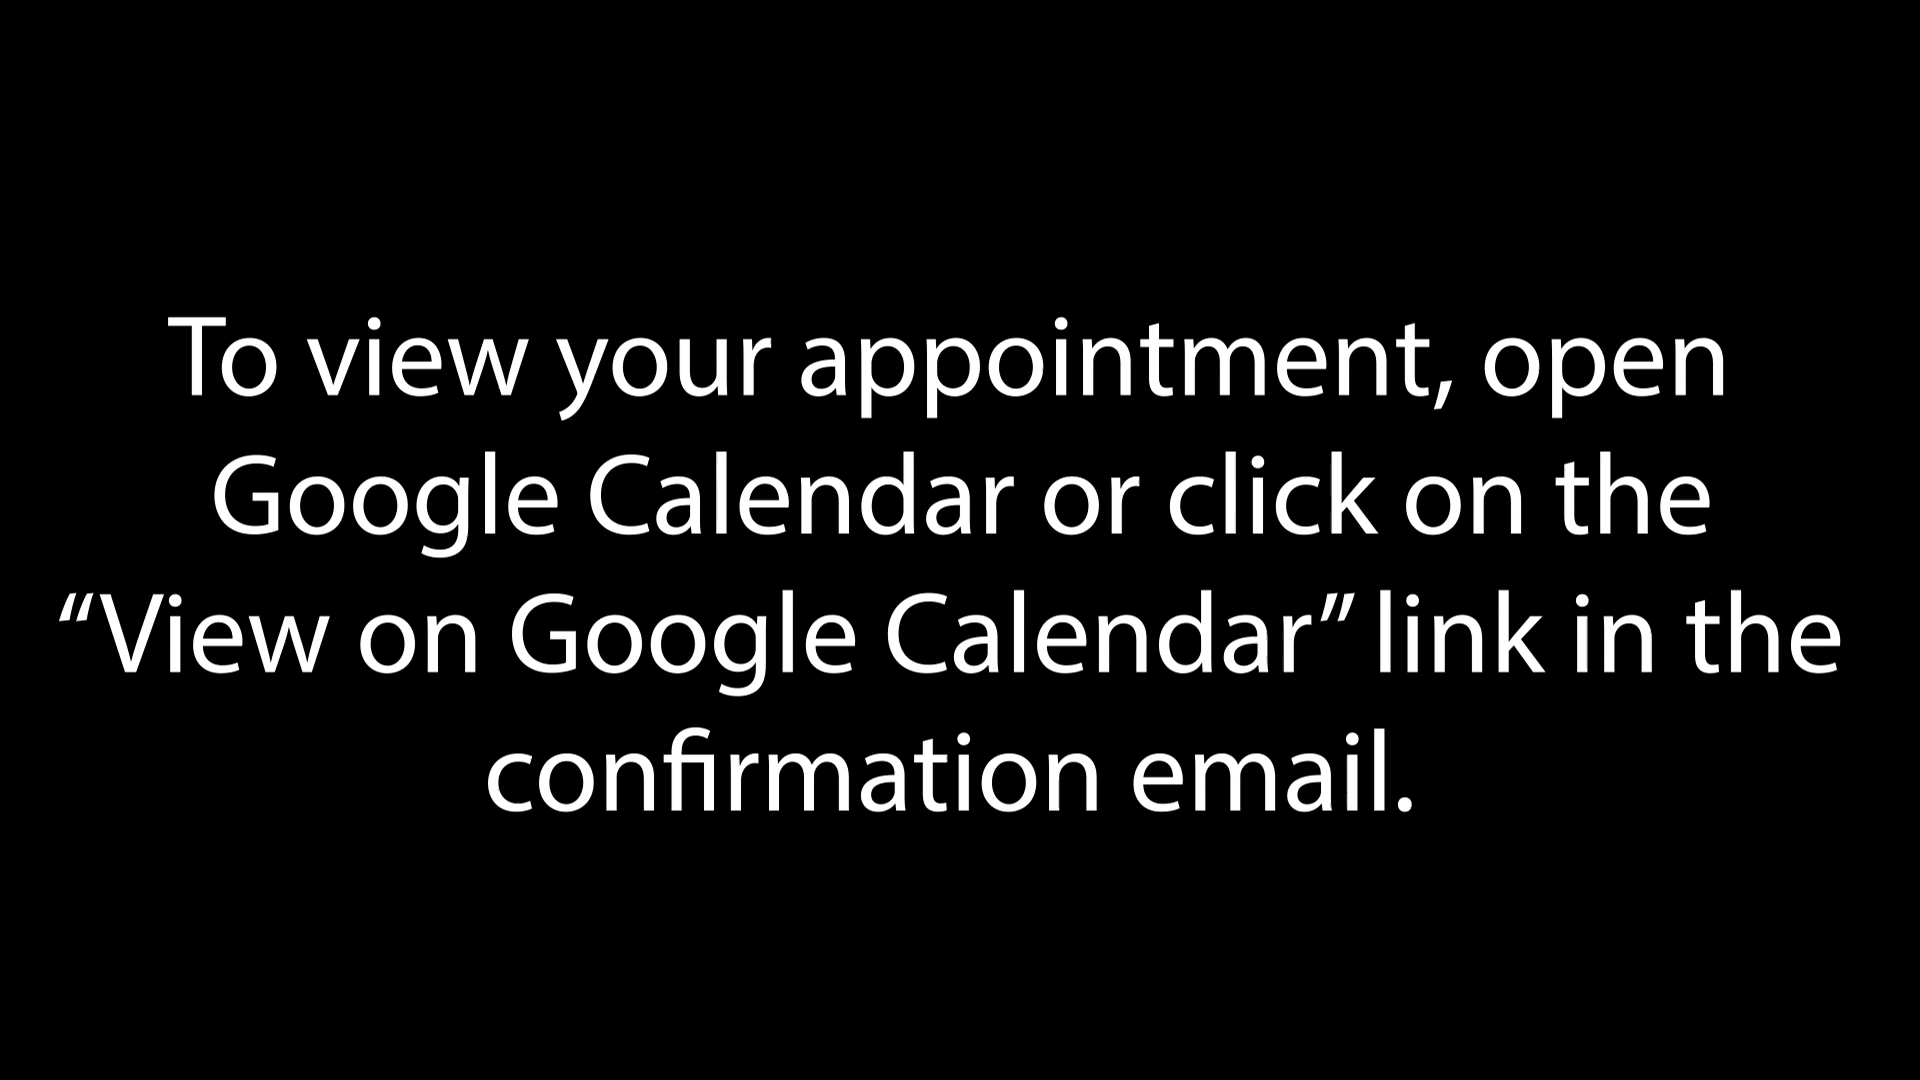 To view your appointment, open
Google Calendar or click on the
“View on Google Calendar” link in the
confirmation email.